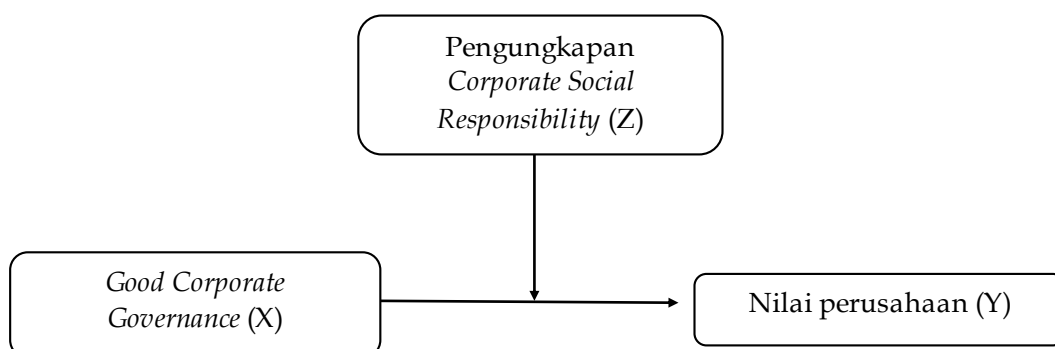 Pengungkapan
Corporate Social
Responsibility (Z)
Good Corporate
Governance (X)
Nilai perusahaan (Y)